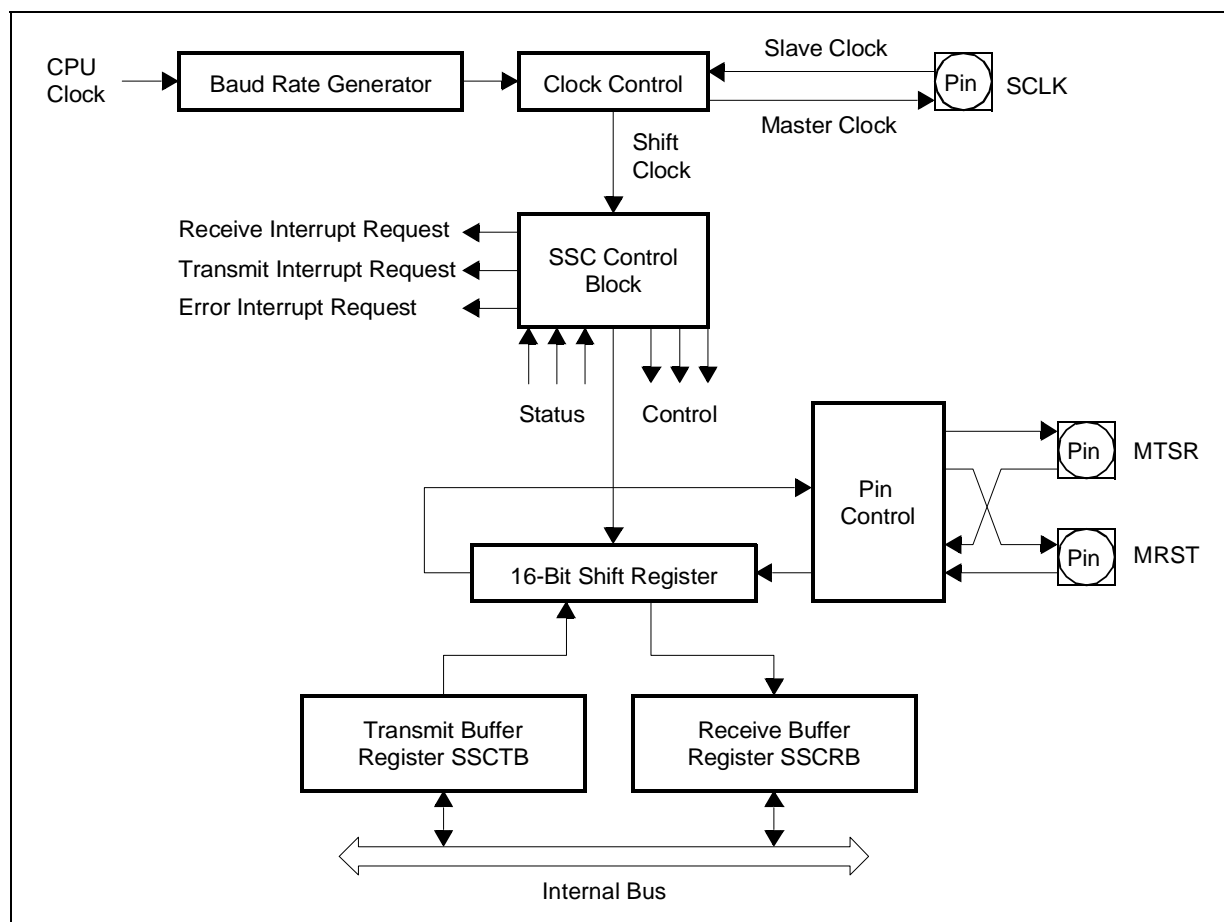 CPU
Clock
Baud Rate Generator
Clock Control
Slave Clock
Pin
SCLK
Master Clock
Shift
Clock
Receive Interrupt Request
Transmit Interrupt Request
Error Interrupt Request
SSC Control
Block
Status
Control
Pin
Control
Pin
MTSR
Pin
MRST
16-Bit Shift Register
Transmit Buffer
Register SSCTB
Receive Buffer
Register SSCRB
Internal Bus